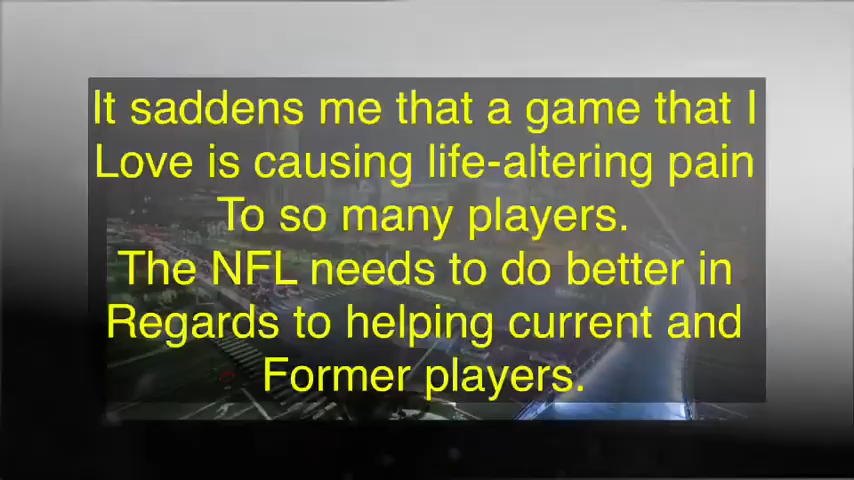 It saddens me that a game that I
Love is causing life-altering pain
To so many players.
The NFL needs to do better in
Regards to helping current and
Former players.